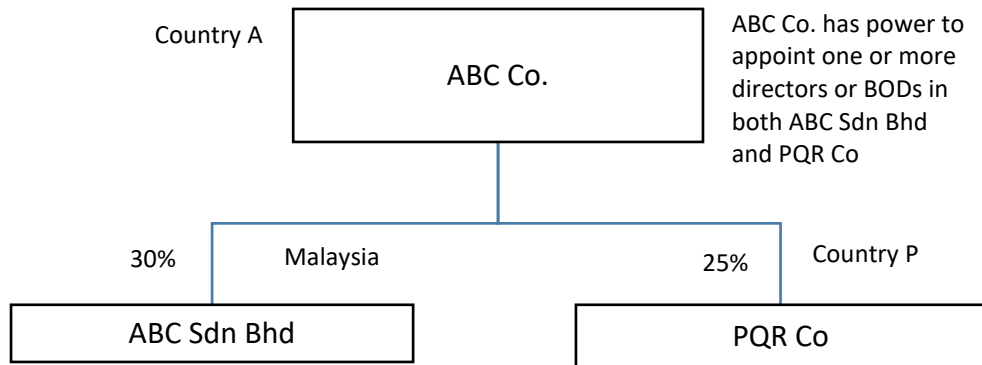 Country A
ABC Co.
ABC Co. has power to
appoint one or more
directors or BODs in
both ABC Sdn Bhd
and PQR Co
30%
Malaysia
25%
Country P
ABC Sdn Bhd
PQR Co